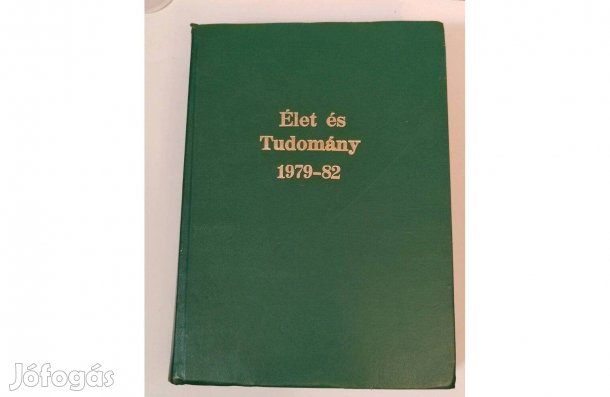 Élet és
Tudomány
1979-82
Jófogás